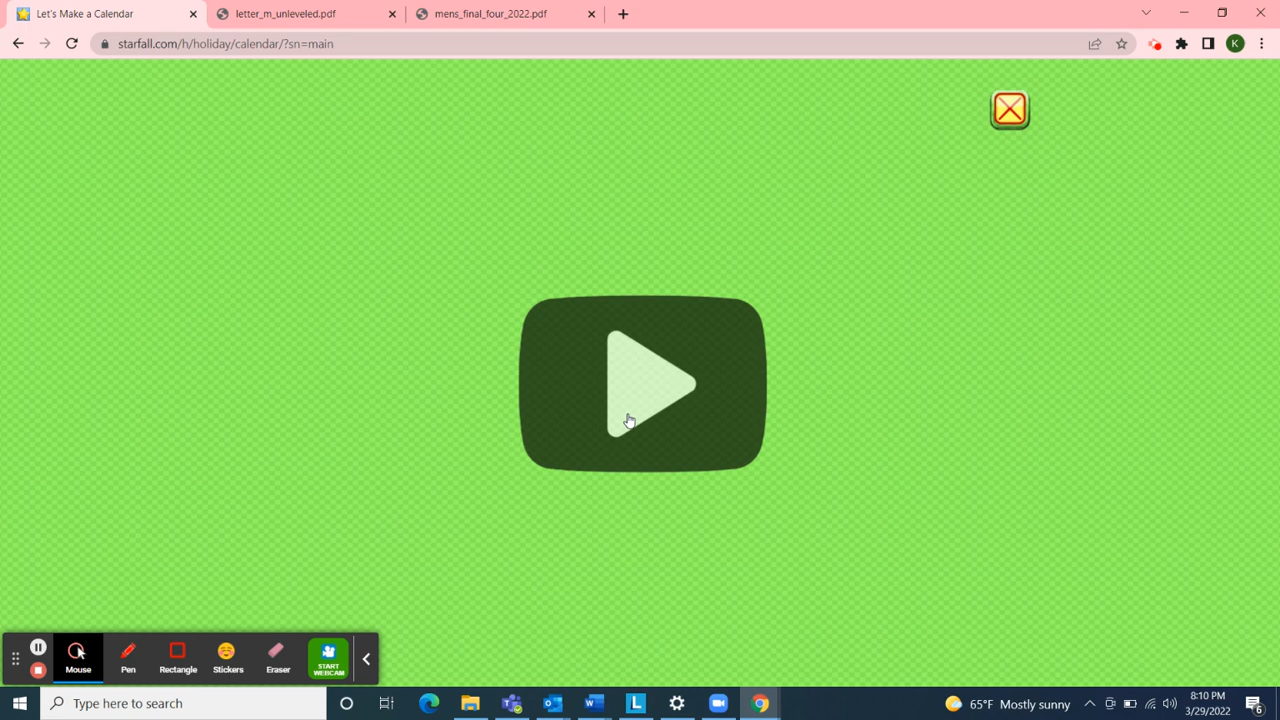 Let's Make a Calendar
letter_m_unleveled.pdf
mens_final_four_2022.pdf
starfall.com/h/holiday/calendar/?sn=main
K
Mouse
Pen
Rectangle
Stickers
Eraser
START
WEBCAM
Type here to search
L
65°F Mostly sunny
8:10 PM
3/29/2022
6